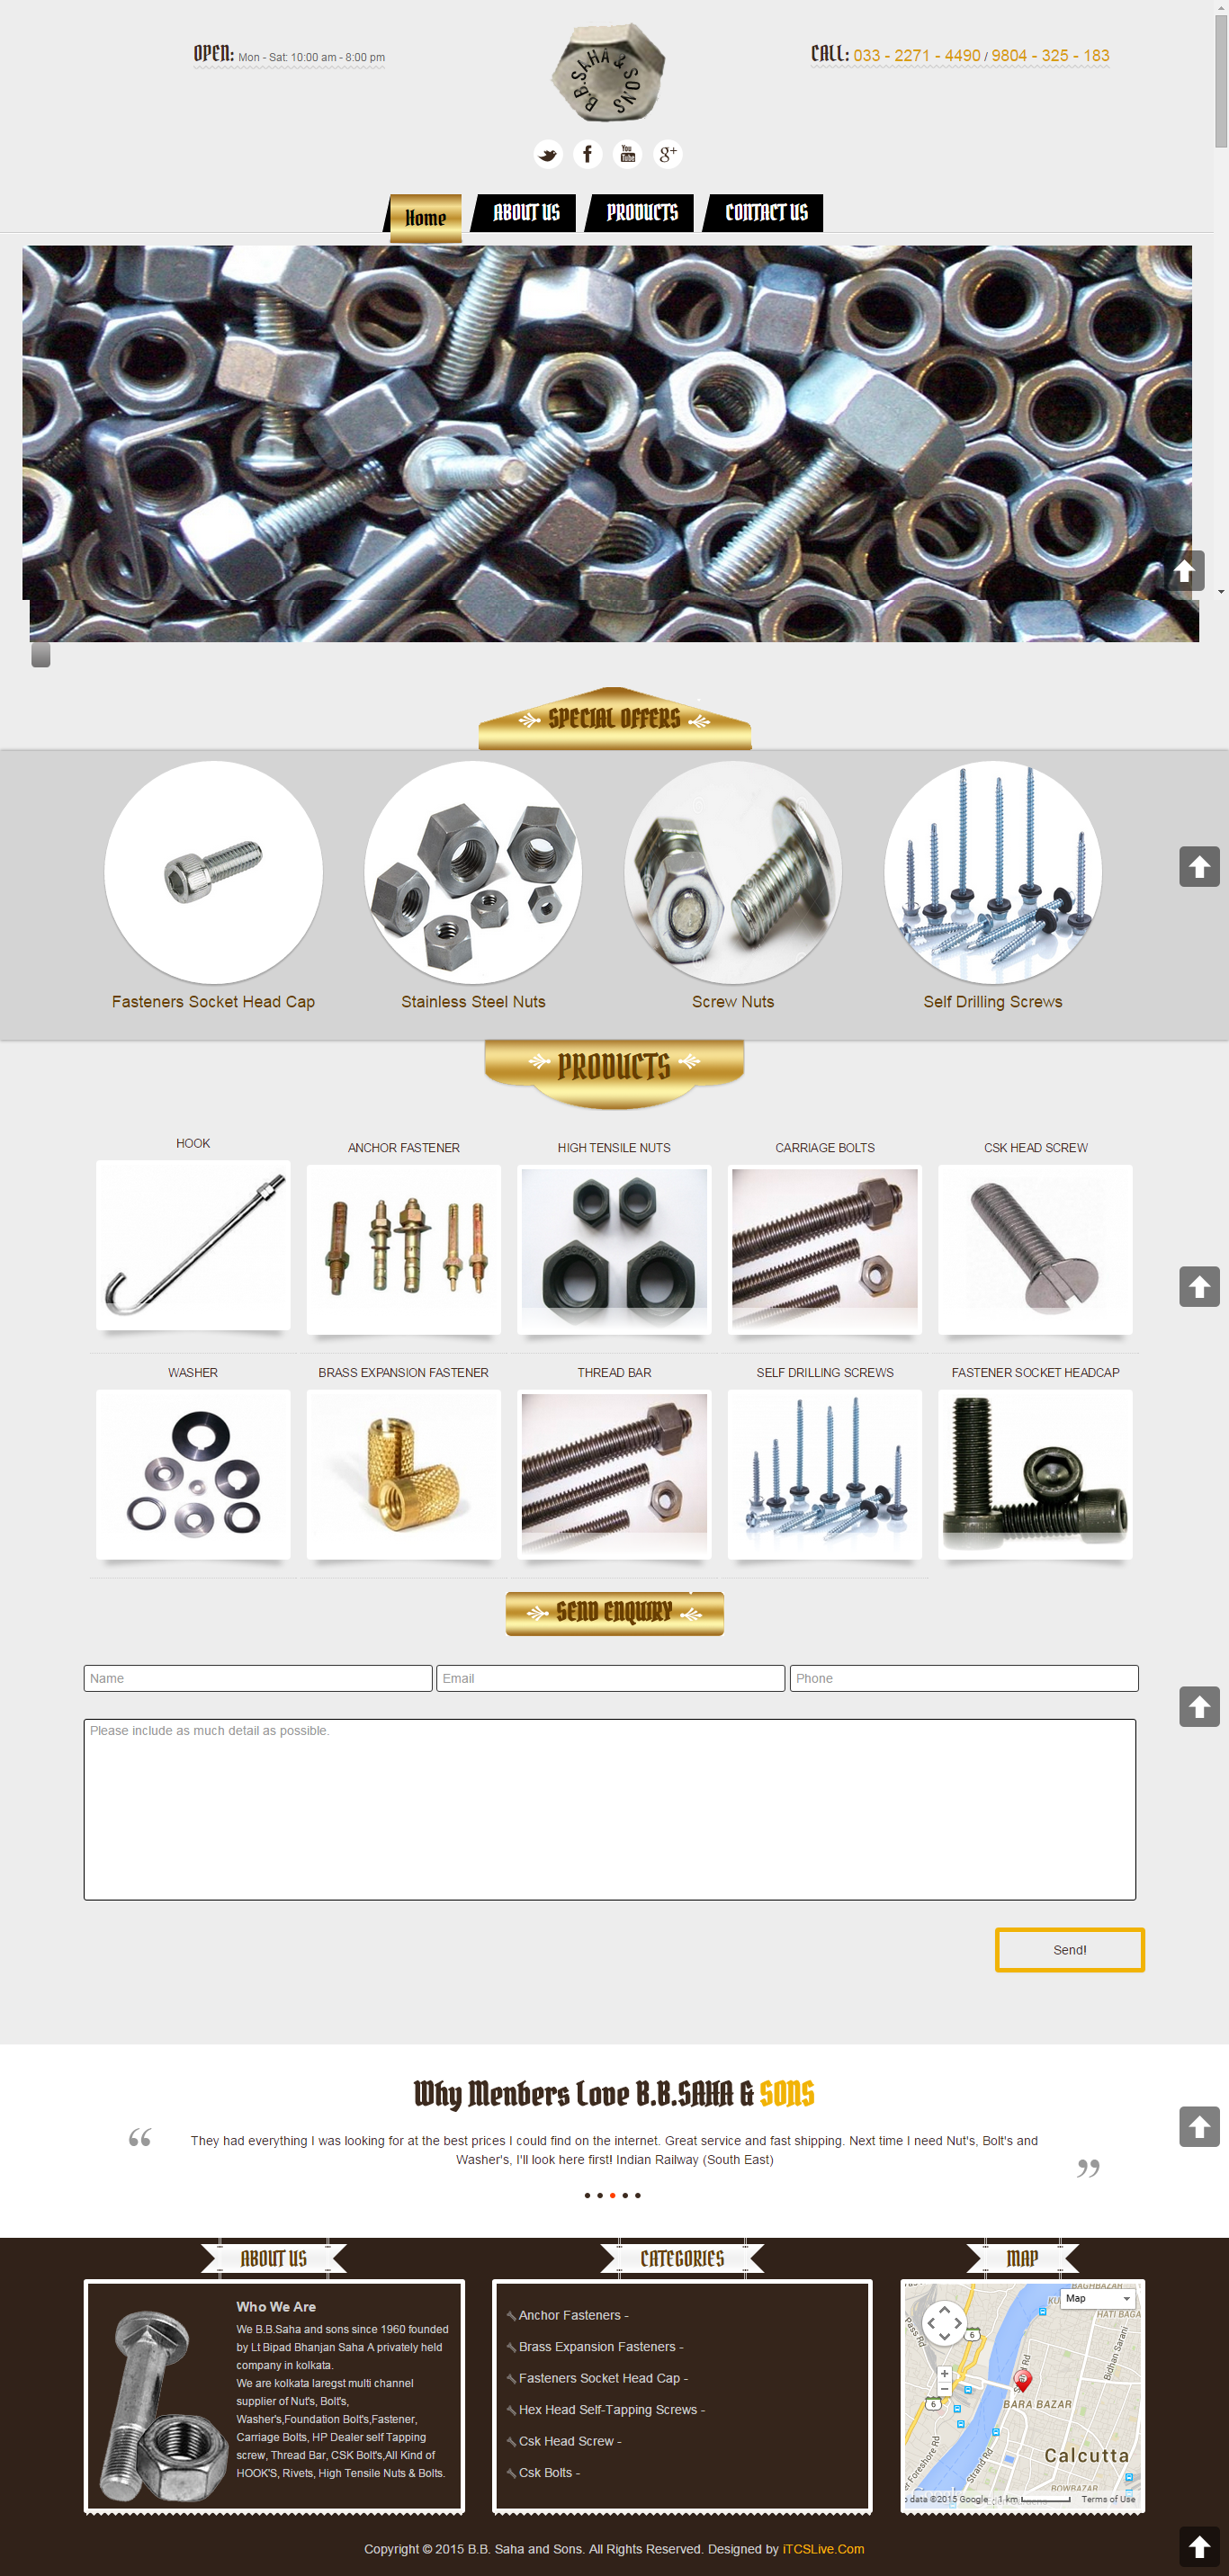 OPEN: Mon - Sat: 10:00 am - 8:00 pm
B.B.SAHA & SONS
CALL: 033 - 2271 - 4490 / 9804 - 325 - 183
You Tube
g+
Home
ABOUT US
PRODUCTS
CONTACT US
SPECIAL OFFERS
Fasteners Socket Head Cap
Stainless Steel Nuts
Screw Nuts
Self Drilling Screws
PRODUCTS
HOOK
ANCHOR FASTENER
HIGH TENSILE NUTS
CARRIAGE BOLTS
CSK HEAD SCREW
WASHER
BRASS EXPANSION FASTENER
THREAD BAR
SELF DRILLING SCREWS
FASTENER SOCKET HEADCAP
SEND ENQUIRY
Name
Email
Phone
Please include as much detail as possible.
Send!
Why Menbers Love B.B.SAHA & SONS
“ They had everything I was looking for at the best prices I could find on the internet. Great service and fast shipping. Next time I need Nut's, Bolt's and
Washer's, I'll look here first! Indian Railway (South East) ”
ABOUT US
Who We Are
We B.B.Saha and sons since 1960 founded
by Lt Bipad Bhanjan Saha A privately held
company in kolkata.
We are kolkata laregst multi channel
supplier of Nut's, Bolt's,
Washer's,Foundation Bolt's,Fastener,
Carriage Bolts, HP Dealer self Tapping
screw, Thread Bar, CSK Bolt's,All Kind of
HOOK'S, Rivets, High Tensile Nuts & Bolts.
CATEGORIES
Anchor Fasteners -
Brass Expansion Fasteners -
Fasteners Socket Head Cap -
Hex Head Self-Tapping Screws -
Csk Head Screw -
Csk Bolts -
MAP
BAGHBAZAR
Map
HATI BAGA
Pass Rd
6
Bidhan Sarani
6
BARA BAZAR
Calcutta
Foreshore Rd
Strand Rd
BOWBAZAR
data ©2015 Google
1 km
Terms of Use
Copyright © 2015 B.B. Saha and Sons. All Rights Reserved. Designed by iTCSLive.Com